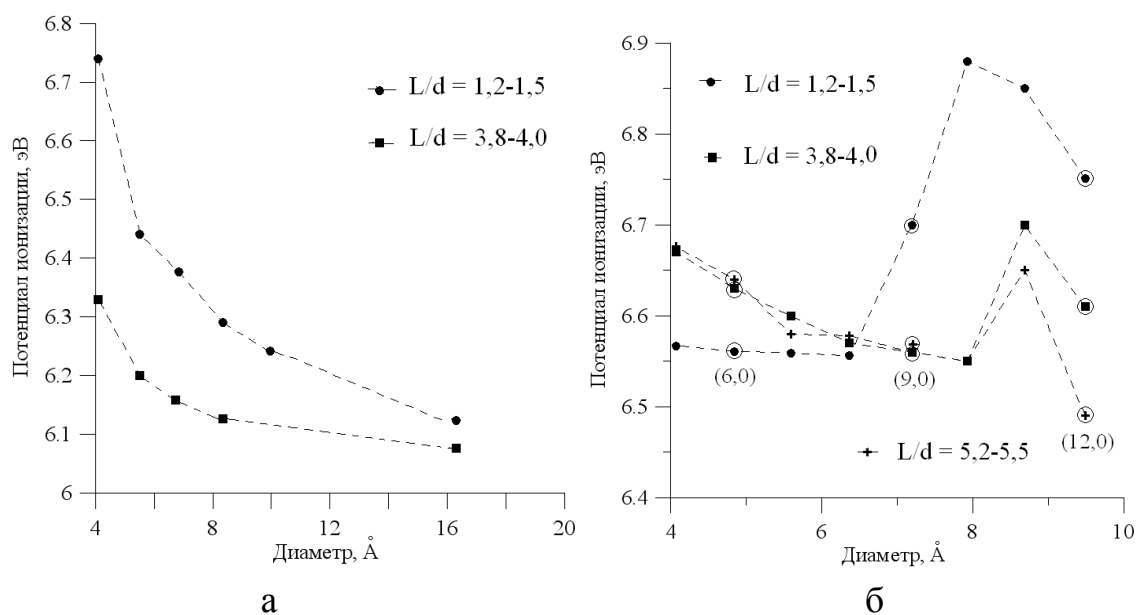 6.8
6.7
6.6
6.5
6.4
6.3
6.2
6.1
6
Потенциал ионизации, эВ
L/d = 1,2-1,5
L/d = 3,8-4,0
4 8 12 16 20
Диаметр, Å
а
6.9
6.8
6.7
6.6
6.5
6.4
Потенциал ионизации, эВ
L/d = 1,2-1,5
L/d = 3,8-4,0
(6,0)
(9,0)
(12,0)
L/d = 5,2-5,5
4 6 8 10
Диаметр, Å
б